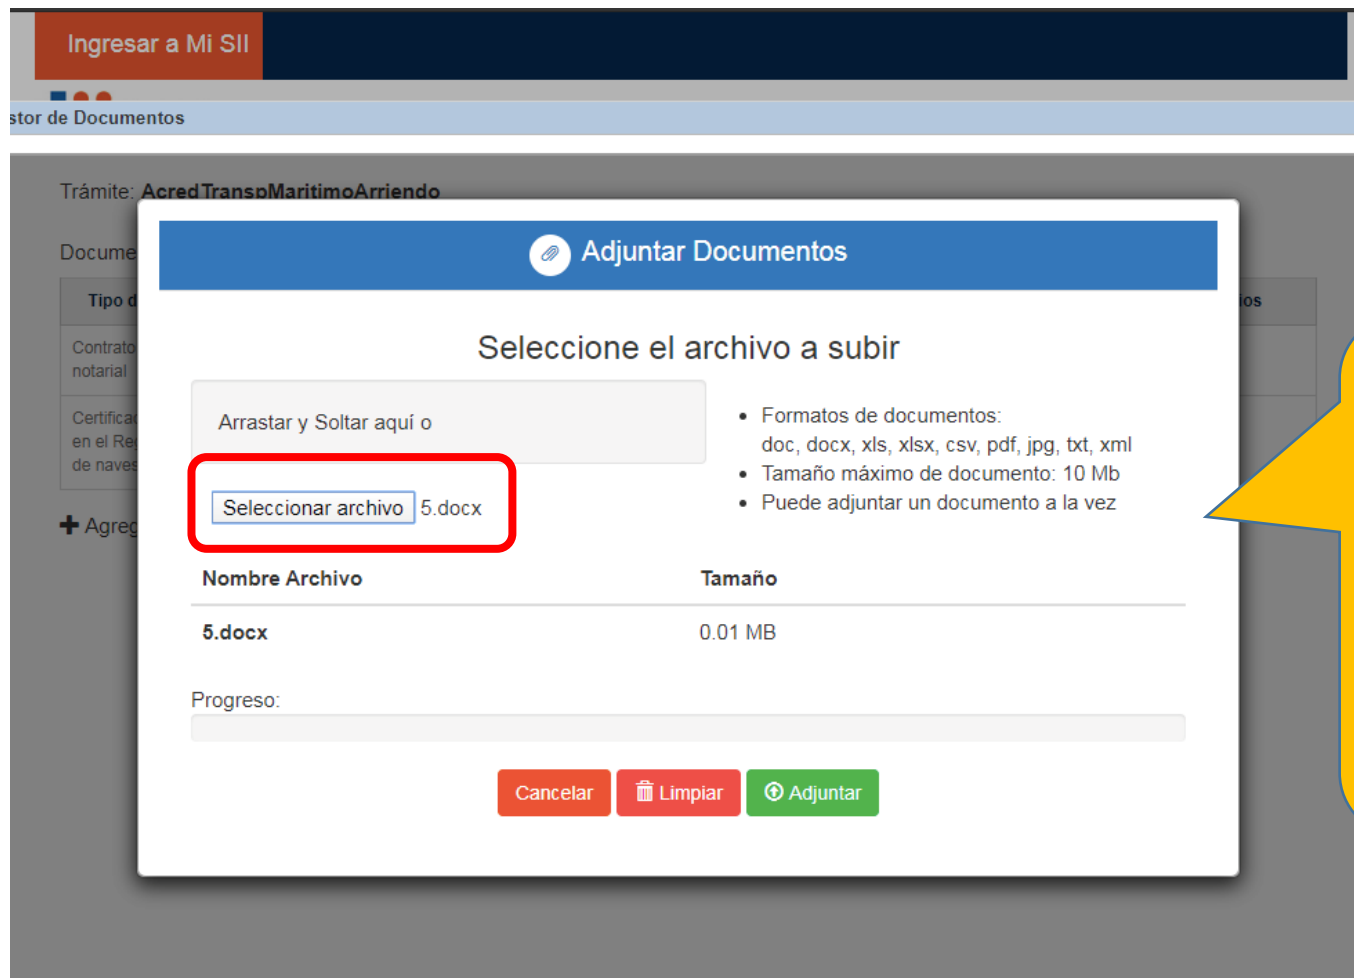 Ingresar a Mi SII
stor de Documentos
Trámite: AcredTranspMaritimoArriendo
Docume
Adjuntar Documentos
Tipo d
ios
Seleccione el archivo a subir
Contrato
notarial
Certifica
en el Re
de naves
Arrastar y Soltar aquí o
• Formatos de documentos:
doc, docx, xls, xlsx, csv, pdf, jpg, txt, xml
• Tamaño máximo de documento: 10 Mb
• Puede adjuntar un documento a la vez
Seleccionar archivo 5.docx
Agreg
Nombre Archivo Tamaño
5.docx 0.01 MB
Progreso:
Cancelar Limpiar Adjuntar